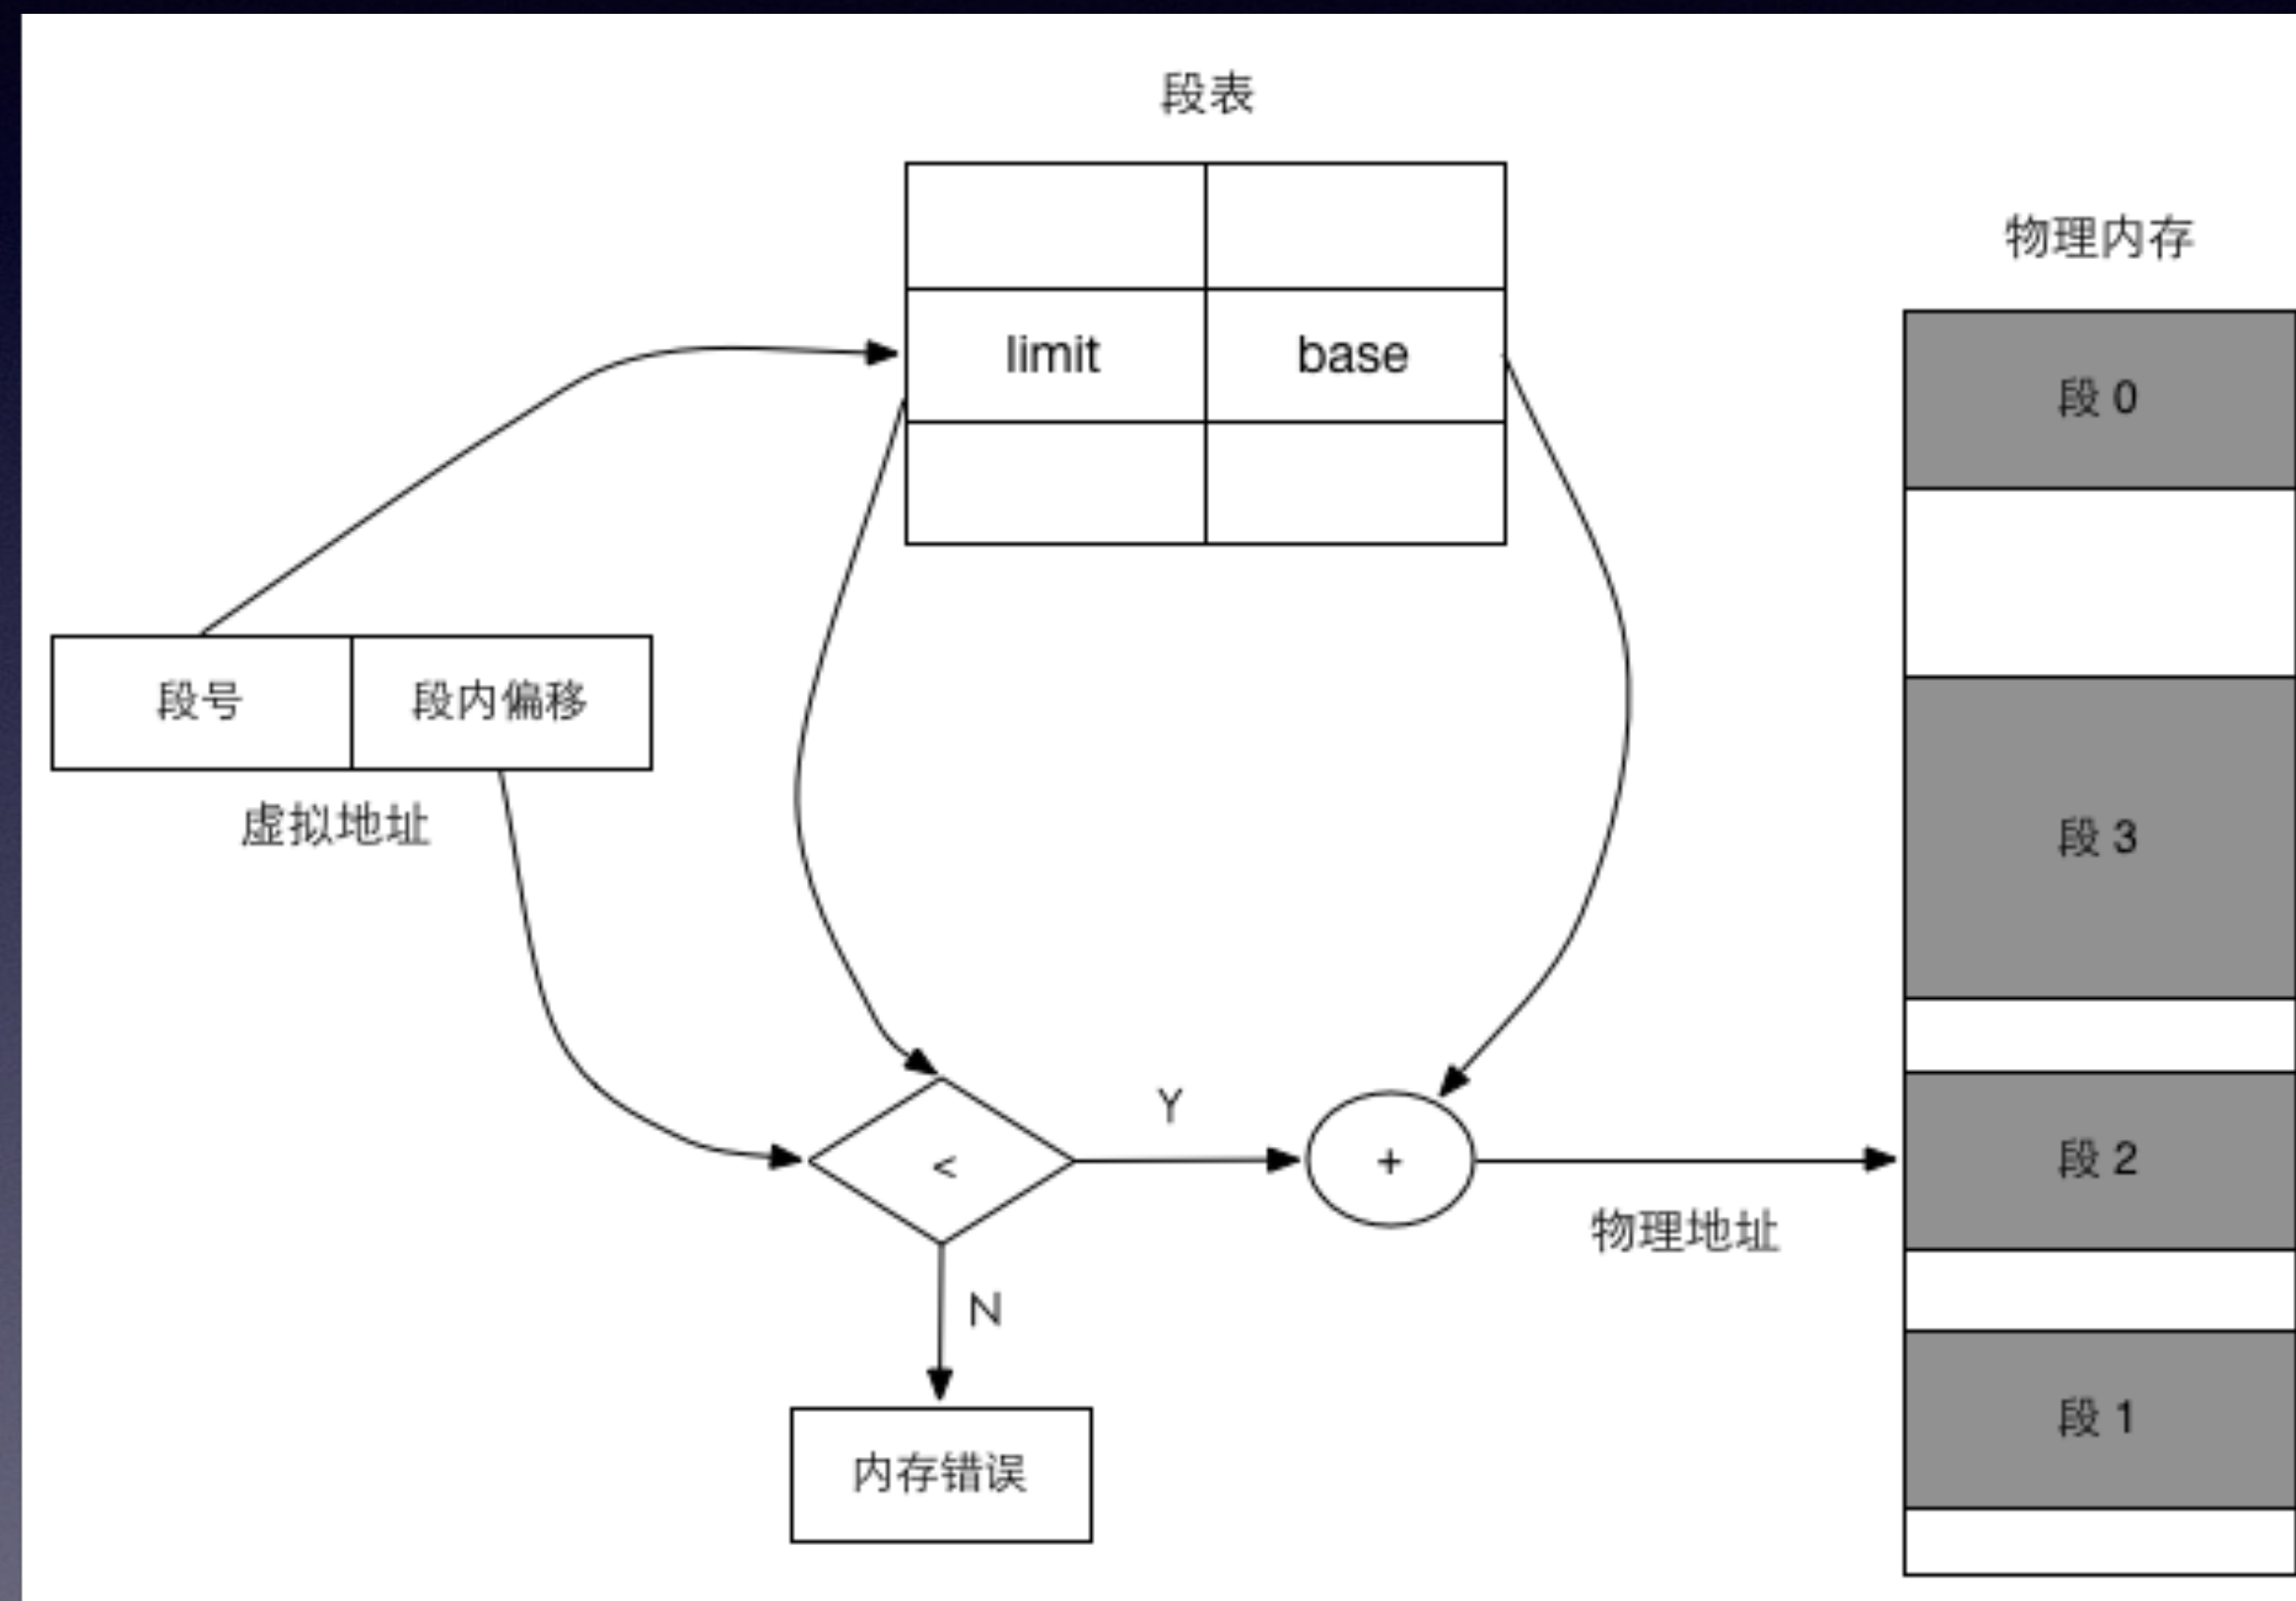 段表
物理内存
limit
base
段 0
段号
段内偏移
虚拟地址
段 3
Y
<
+
段 2
物理地址
N
段 1
内存错误